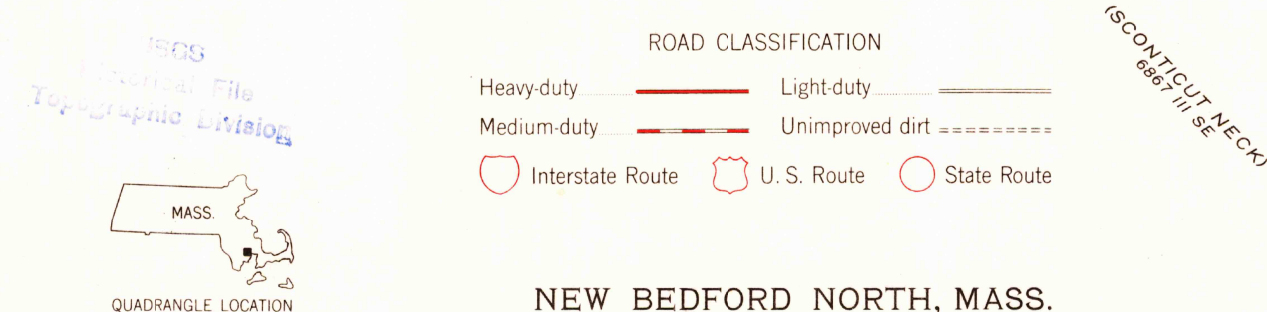 USGS
Historical File
Topographic Division
MASS.
QUADRANGLE LOCATION
ROAD CLASSIFICATION
Heavy-duty
Light-duty
Medium-duty
Unimproved dirt
Interstate Route
U. S. Route
State Route
NEW BEDFORD NORTH, MASS.
(SCONTICUT NECK)
6867 III SE